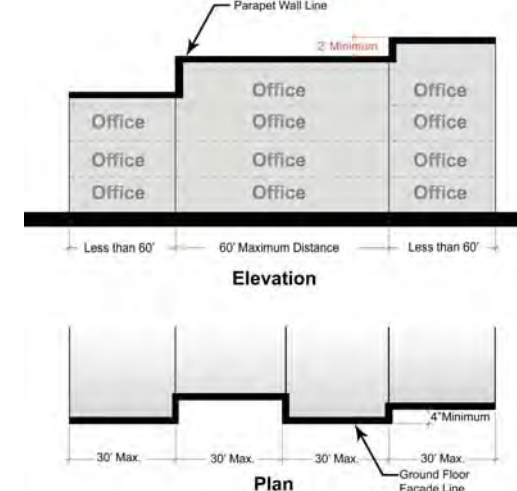 Parapet Wall Line
2' Minimum
Office Office
Office Office Office
Office Office Office
Office Office Office
Less than 60' 60' Maximum Distance Less than 60'
Elevation
4" Minimum
30' Max. 30' Max. 30' Max. 30' Max.
Plan
Ground Floor
Facade Line